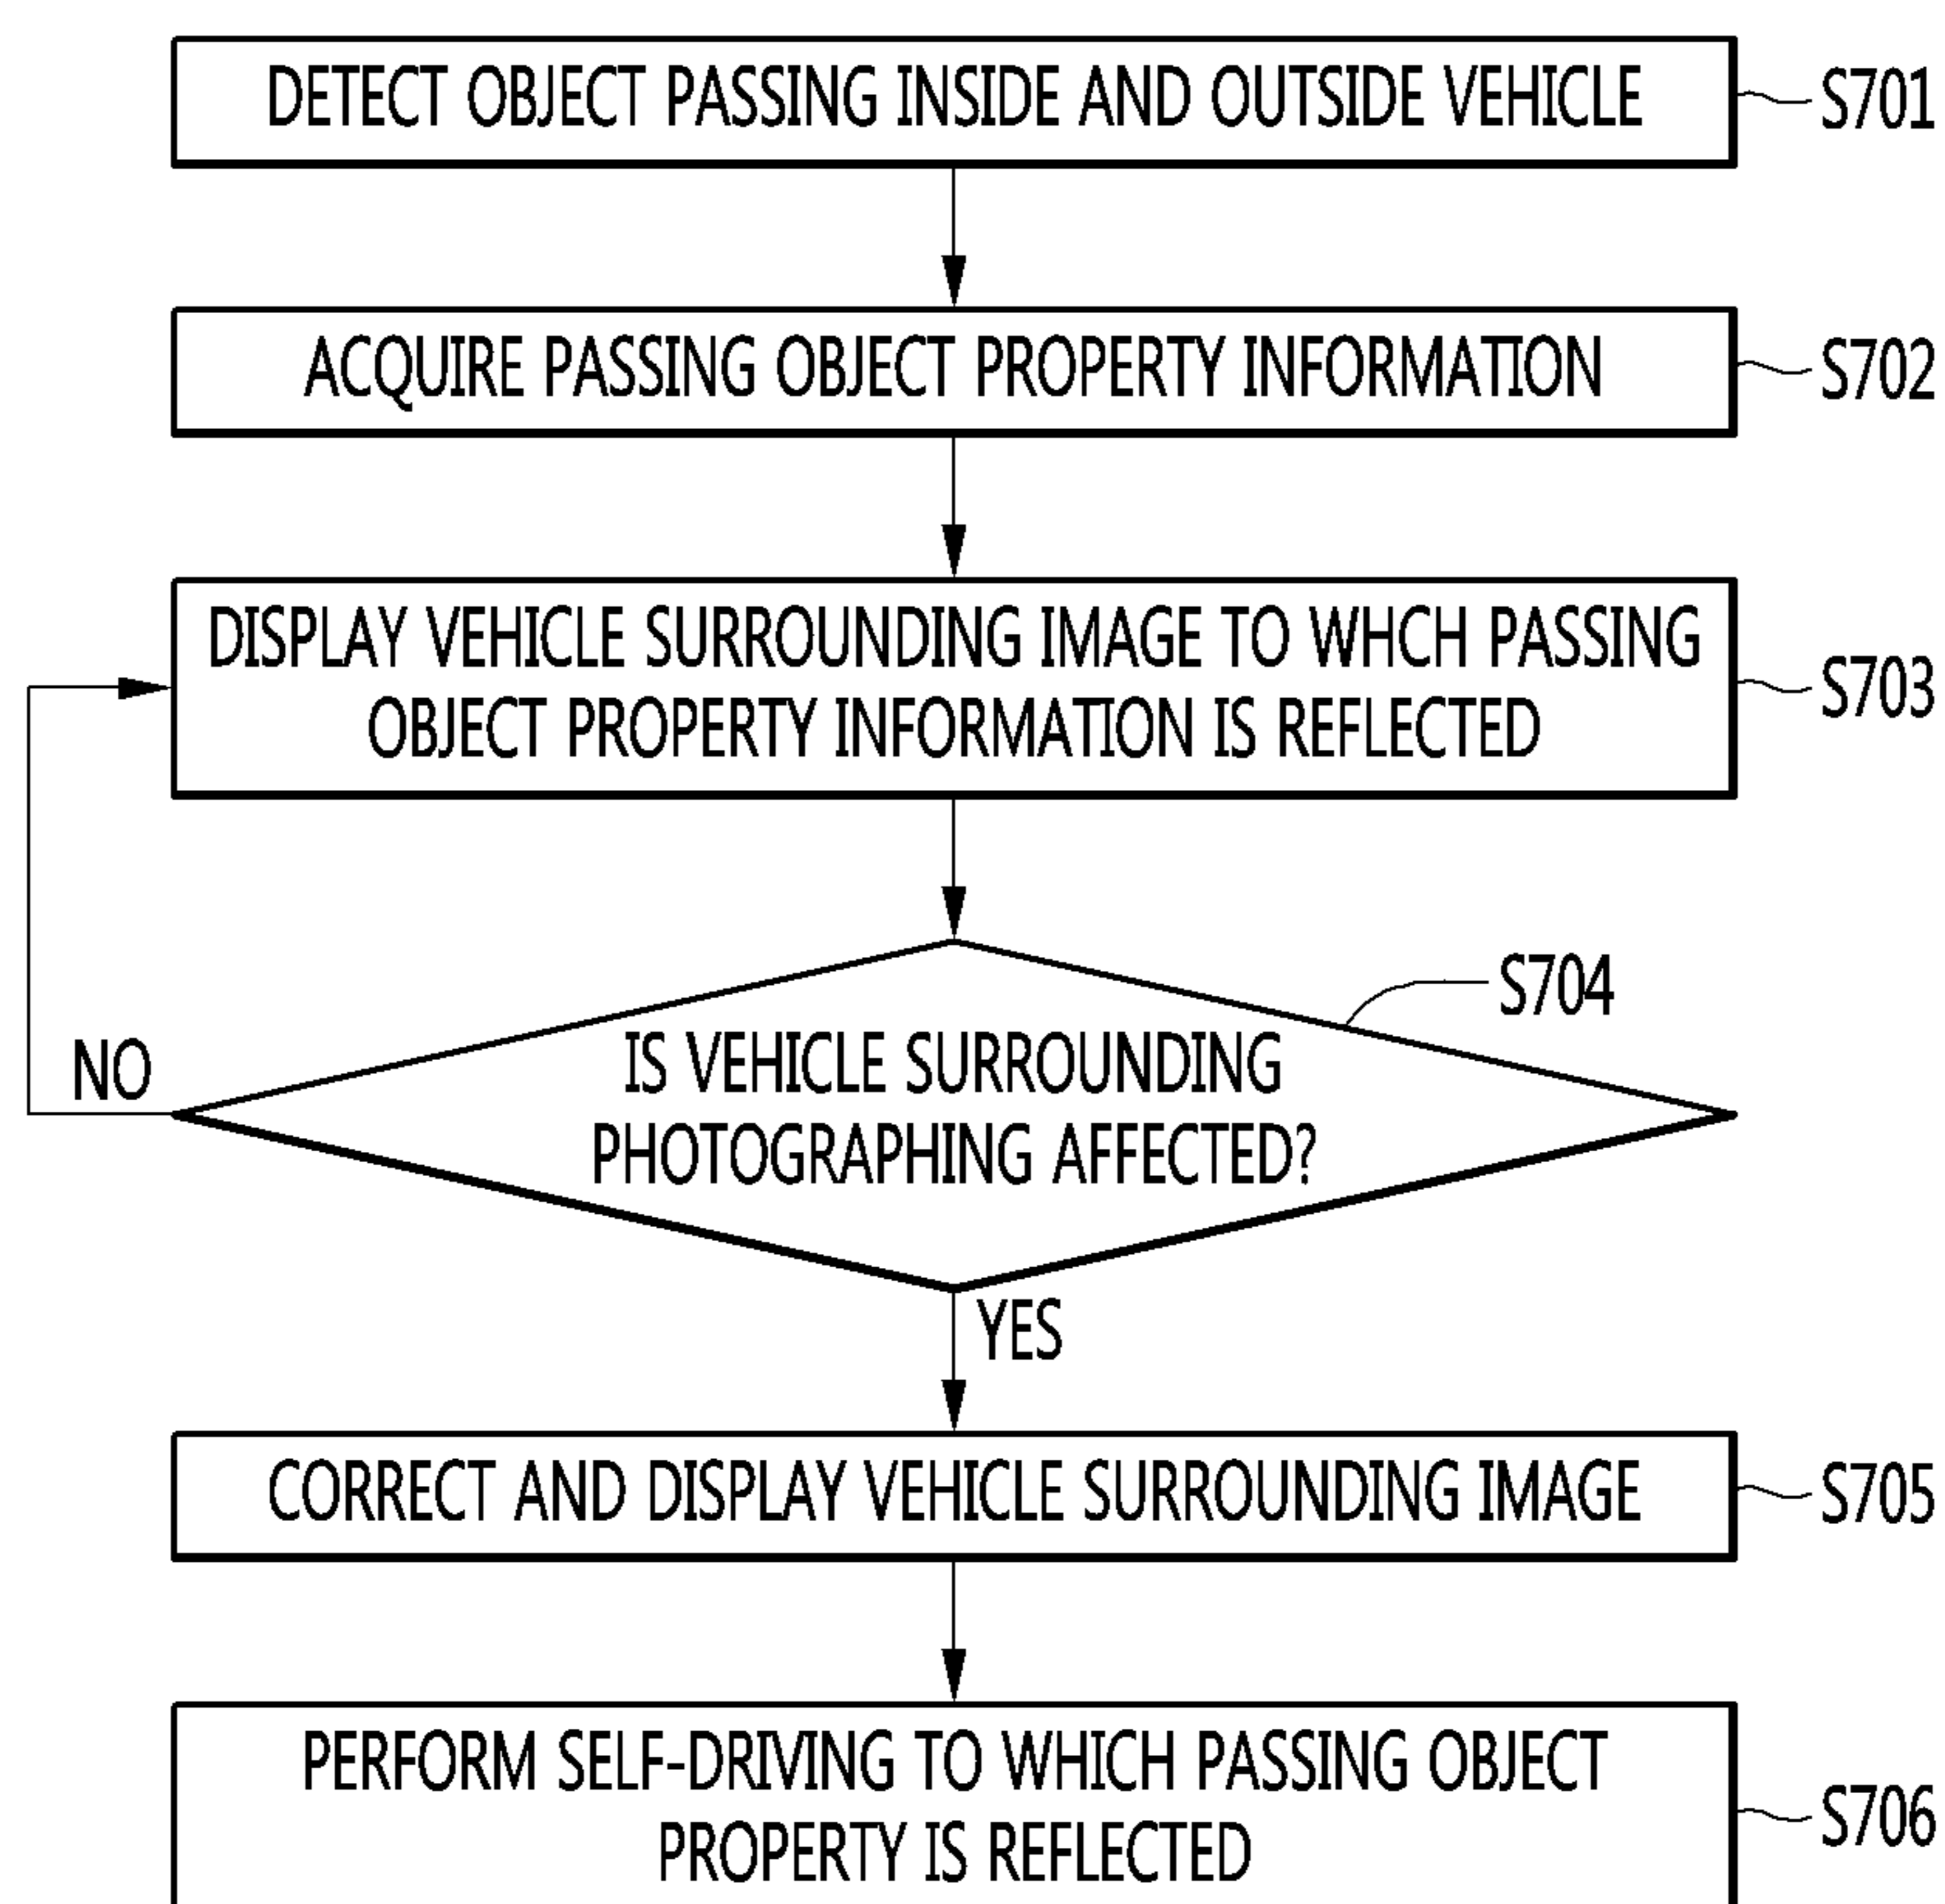 DETECT OBJECT PASSING INSIDE AND OUTSIDE VEHICLE
S701
ACQUIRE PASSING OBJECT PROPERTY INFORMATION
S702
DISPLAY VEHICLE SURROUNDING IMAGE TO WHCH PASSING
OBJECT PROPERTY INFORMATION IS REFLECTED
S703
S704
IS VEHICLE SURROUNDING
PHOTOGRAPHING AFFECTED?
NO
YES
CORRECT AND DISPLAY VEHICLE SURROUNDING IMAGE
S705
PERFORM SELF-DRIVING TO WHICH PASSING OBJECT
PROPERTY IS REFLECTED
S706